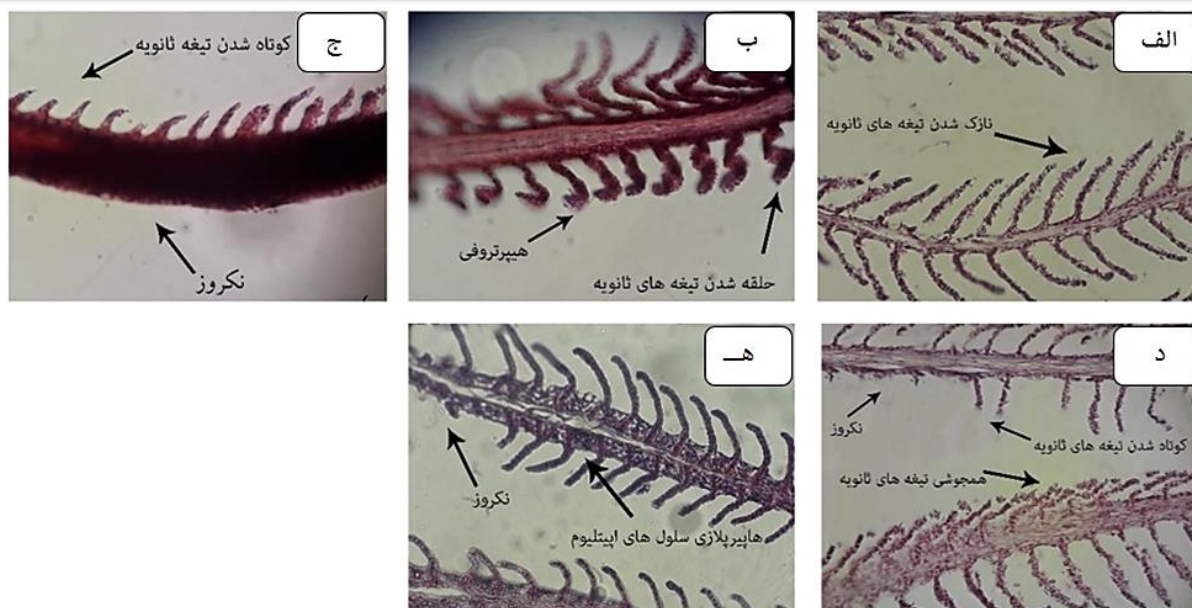 الف
نازک شدن تیغه های ثانویه
ب
هیپرتروفی
حلقه شدن تیغه های ثانویه
ج
کوتاه شدن تیغه ثانویه
نکروز
د
نکروز
کوتاه شدن تیغه های ثانویه
همجوشی تیغه های ثانویه
هـ
نکروز
هاپیرپلازی سلول های اپیتلیوم